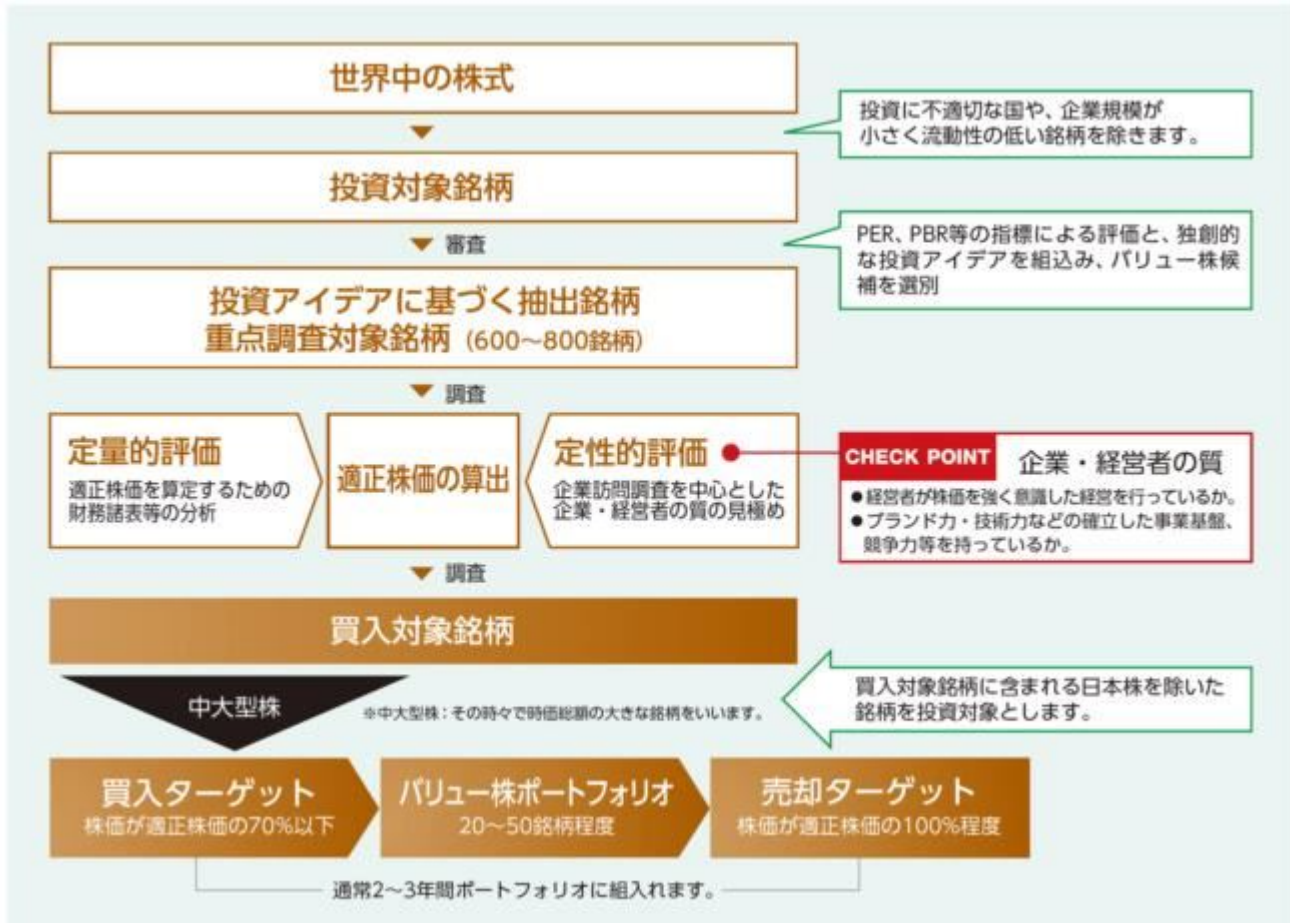 世界中の株式
投資に不適切な国や、企業規模が
小さく流動性の低い銘柄を除きます。
投資対象銘柄
審査
PER、PBR等の指標による評価と、独創的
な投資アイデアを組込み、バリュー株候
補を選別
投資アイデアに基づく抽出銘柄
重点調査対象銘柄（600～800銘柄）
調査
定量的評価
適正株価を算定するための
財務諸表等の分析
適正株価の算出
定性的評価
企業訪問調査を中心とした
企業・経営者の質の見極め
CHECK POINT 企業・経営者の質
●経営者が株価を強く意識した経営を行っているか。
●ブランド力・技術力などの確立した事業基盤、
競争力等を持っているか。
調査
買入対象銘柄
買入対象銘柄に含まれる日本株を除いた
銘柄を投資対象とします。
中大型株
※中大型株：その時々で時価総額の大きな銘柄をいいます。
買入ターゲット
株価が適正株価の70%以下
バリュー株ポートフォリオ
20～50銘柄程度
売却ターゲット
株価が適正株価の100%程度
通常2～3年間ポートフォリオに組入れます。